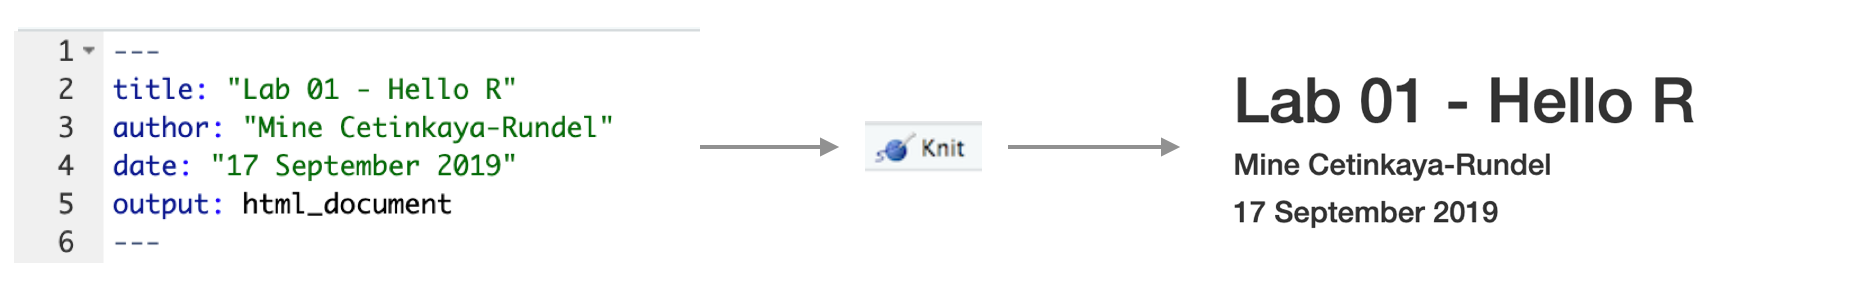 1 ---
2 title: "Lab 01 - Hello R"
3 author: "Mine Cetinkaya-Rundel"
4 date: "17 September 2019"
5 output: html_document
6 ---
Knit
Lab 01 - Hello R
Mine Cetinkaya-Rundel
17 September 2019